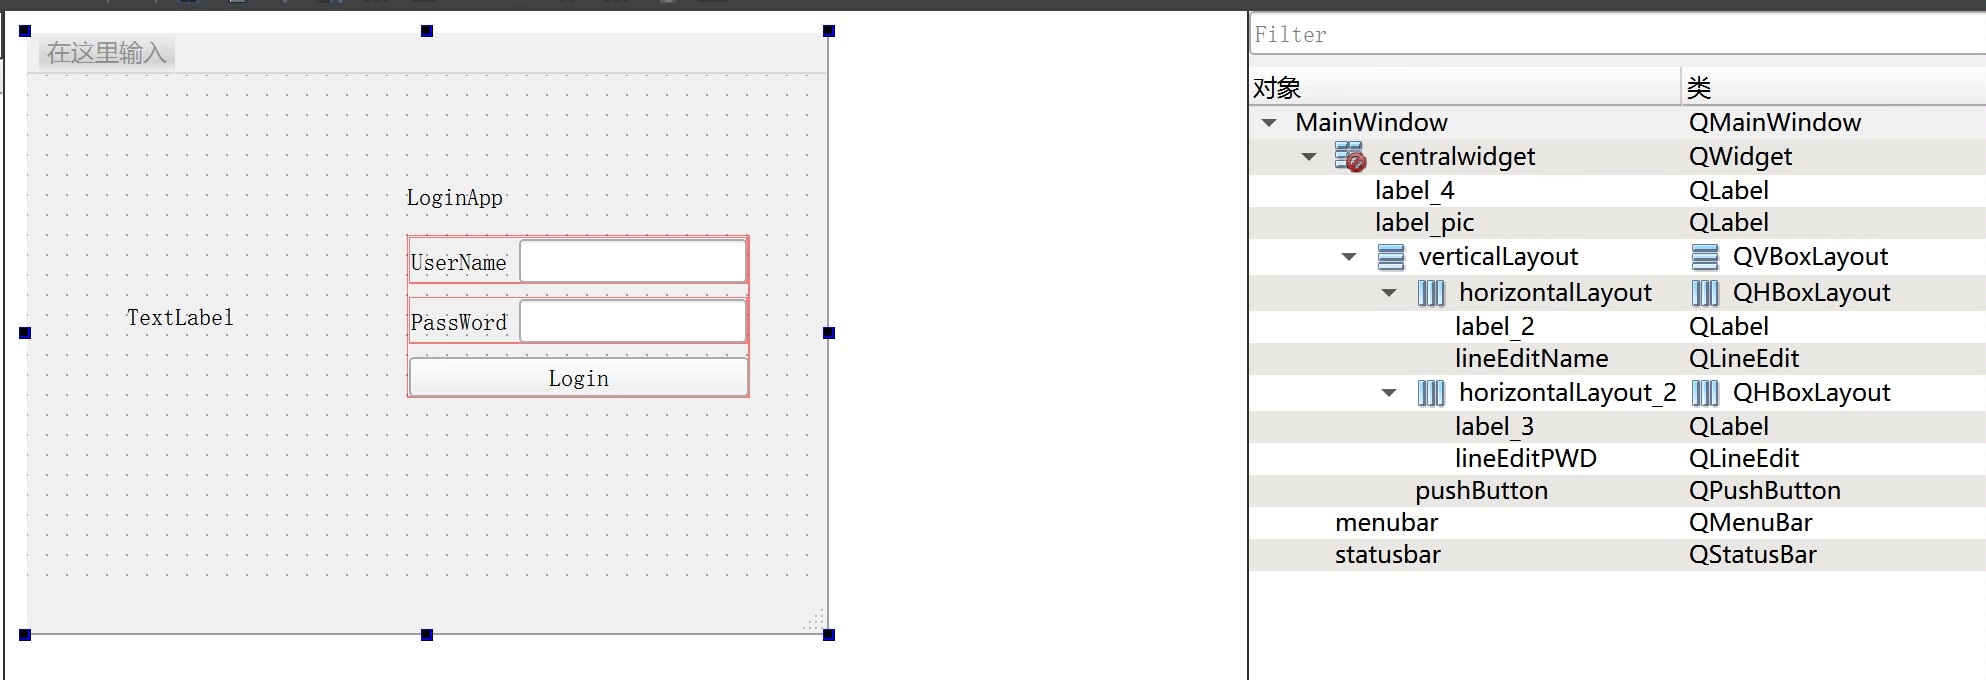 在这里输入
LoginApp
UserName
PassWord
TextLabel
Login
Filter
对象 类
MainWindow QMainWindow
centralwidget QWidget
label_4 QLabel
label_pic QLabel
verticalLayout QVBoxLayout
horizontalLayout QHBoxLayout
label_2 QLabel
lineEditName QLineEdit
horizontalLayout_2 QHBoxLayout
label_3 QLabel
lineEditPWD QLineEdit
pushButton QPushButton
menubar QMenuBar
statusbar QStatusBar